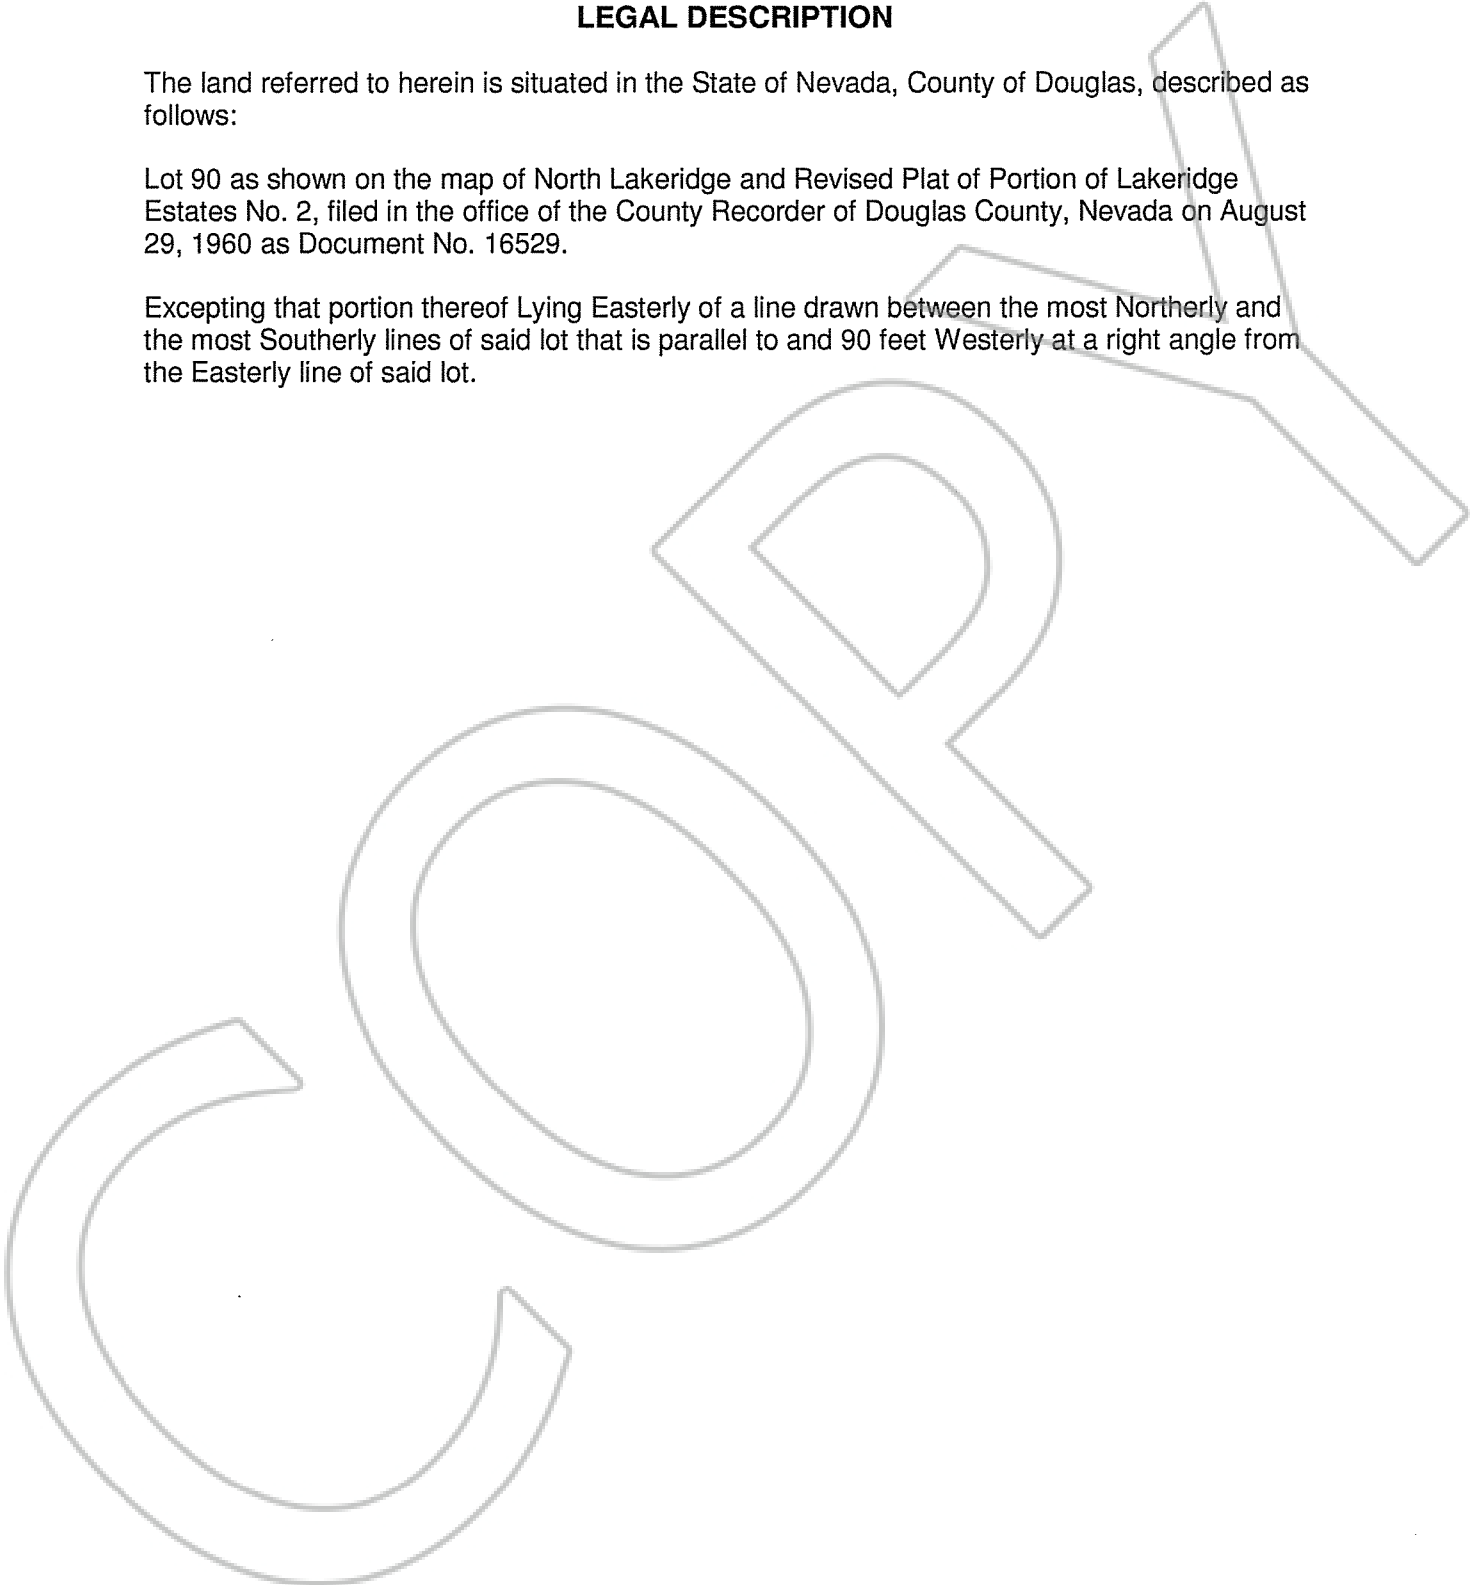 LEGAL DESCRIPTION
The land referred to herein is situated in the State of Nevada, County of Douglas, described as
follows:
Lot 90 as shown on the map of North Lakeridge and Revised Plat of Portion of Lakeridge
Estates No. 2, filed in the office of the County Recorder of Douglas County, Nevada on August
29, 1960 as Document No. 16529.
Excepting that portion thereof Lying Easterly of a line drawn between the most Northerly and
the most Southerly lines of said lot that is parallel to and 90 feet Westerly at a right angle from
the Easterly line of said lot.
COPY